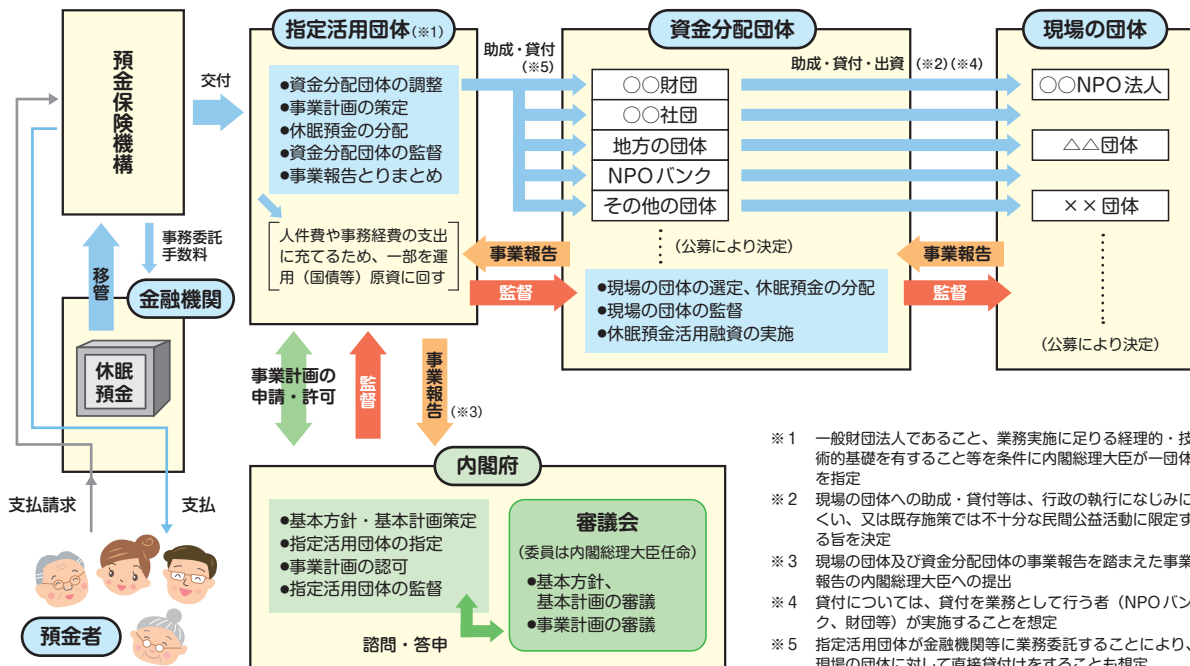 指定活用団体(※1)
資金分配団体
現場の団体
預金保険機構
交付
●資金分配団体の調整
●事業計画の策定
●休眠預金の分配
●資金分配団体の監督
●事業報告とりまとめ
人件費や事務経費の支出
に充てるため、一部を運
用（国債等）原資に回す
助成・貸付
(※5)
○○財団
○○社団
地方の団体
NPOバンク
その他の団体
(公募により決定)
助成・貸付・出資 (※2)(※4)
○○NPO法人
△△団体
××団体
(公募により決定)
事業報告
監督
●現場の団体の選定、休眠預金の分配
●現場の団体の監督
●休眠預金活用融資の実施
事業報告
監督
移管
事務委託
手数料
金融機関
休眠
預金
支払請求
支払
預金者
事業計画の
申請・許可
監督
事業報告
(※3)
内閣府
●基本方針・基本計画策定
●指定活用団体の指定
●事業計画の認可
●指定活用団体の監督
審議会
(委員は内閣総理大臣任命)
●基本方針、
基本計画の審議
●事業計画の審議
諮問・答申
※1 一般財団法人であること、業務実施に足りる経理的・技
術的基礎を有すること等を条件に内閣総理大臣が一団体
を指定
※2 現場の団体への助成・貸付等は、行政の執行になじみに
くい、又は既存施策では不十分な民間公益活動に限定す
る旨を決定
※3 現場の団体及び資金分配団体の事業報告を踏まえた事業
報告の内閣総理大臣への提出
※4 貸付については、貸付を業務として行う者（NPOバン
ク、財団等）が実施することを想定
※5 指定活用団体が金融機関等に業務委託することにより、
現場の団体に対して直接貸付けをすることも想定